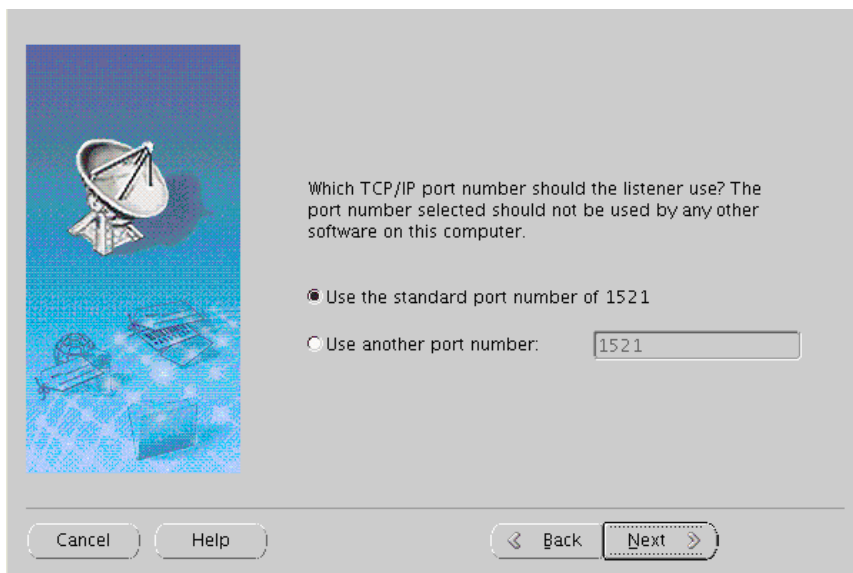 Which TCP/IP port number should the listener use? The
port number selected should not be used by any other
software on this computer.
Use the standard port number of 1521
Use another port number:
1521
Cancel
Help
Back
Next